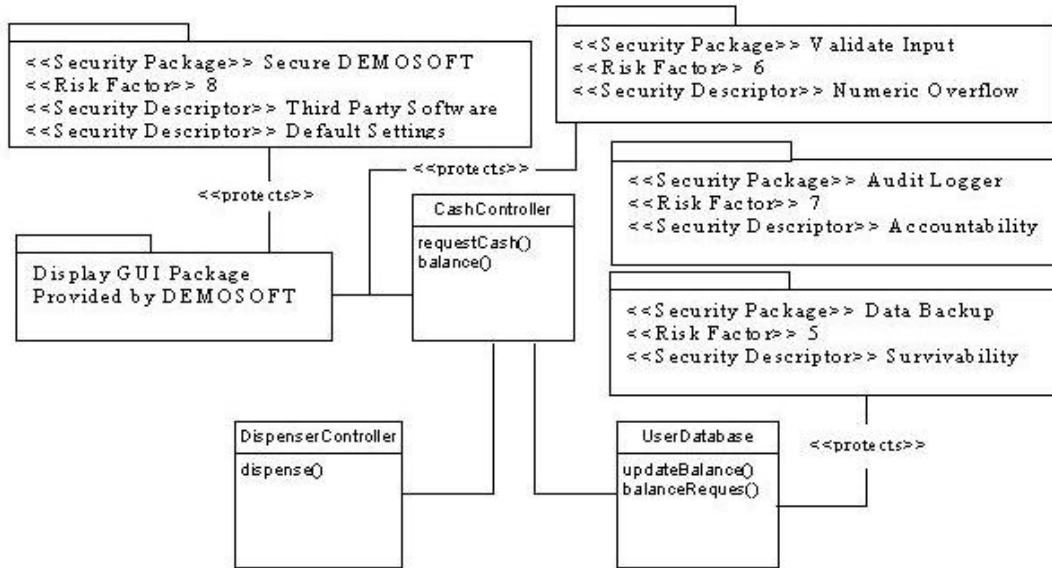 <<Security Package>> Secure DEMOSOFT
<<Risk Factor>> 8
<<Security Descriptor>> Third Party Software
<<Security Descriptor>> Default Settings
<<Security Package>> Validate Input
<<Risk Factor>> 6
<<Security Descriptor>> Numeric Overflow
<<protects>>
<<protects>>
<<Security Package>> Audit Logger
<<Risk Factor>> 7
<<Security Descriptor>> Accountability
CashController
requestCash()
balance()
Display GUI Package
Provided by DEMOSOFT
<<Security Package>> Data Backup
<<Risk Factor>> 5
<<Security Descriptor>> Survivability
DispenserController
dispense()
UserDatabase
updateBalance()
balanceReques()
<<protects>>